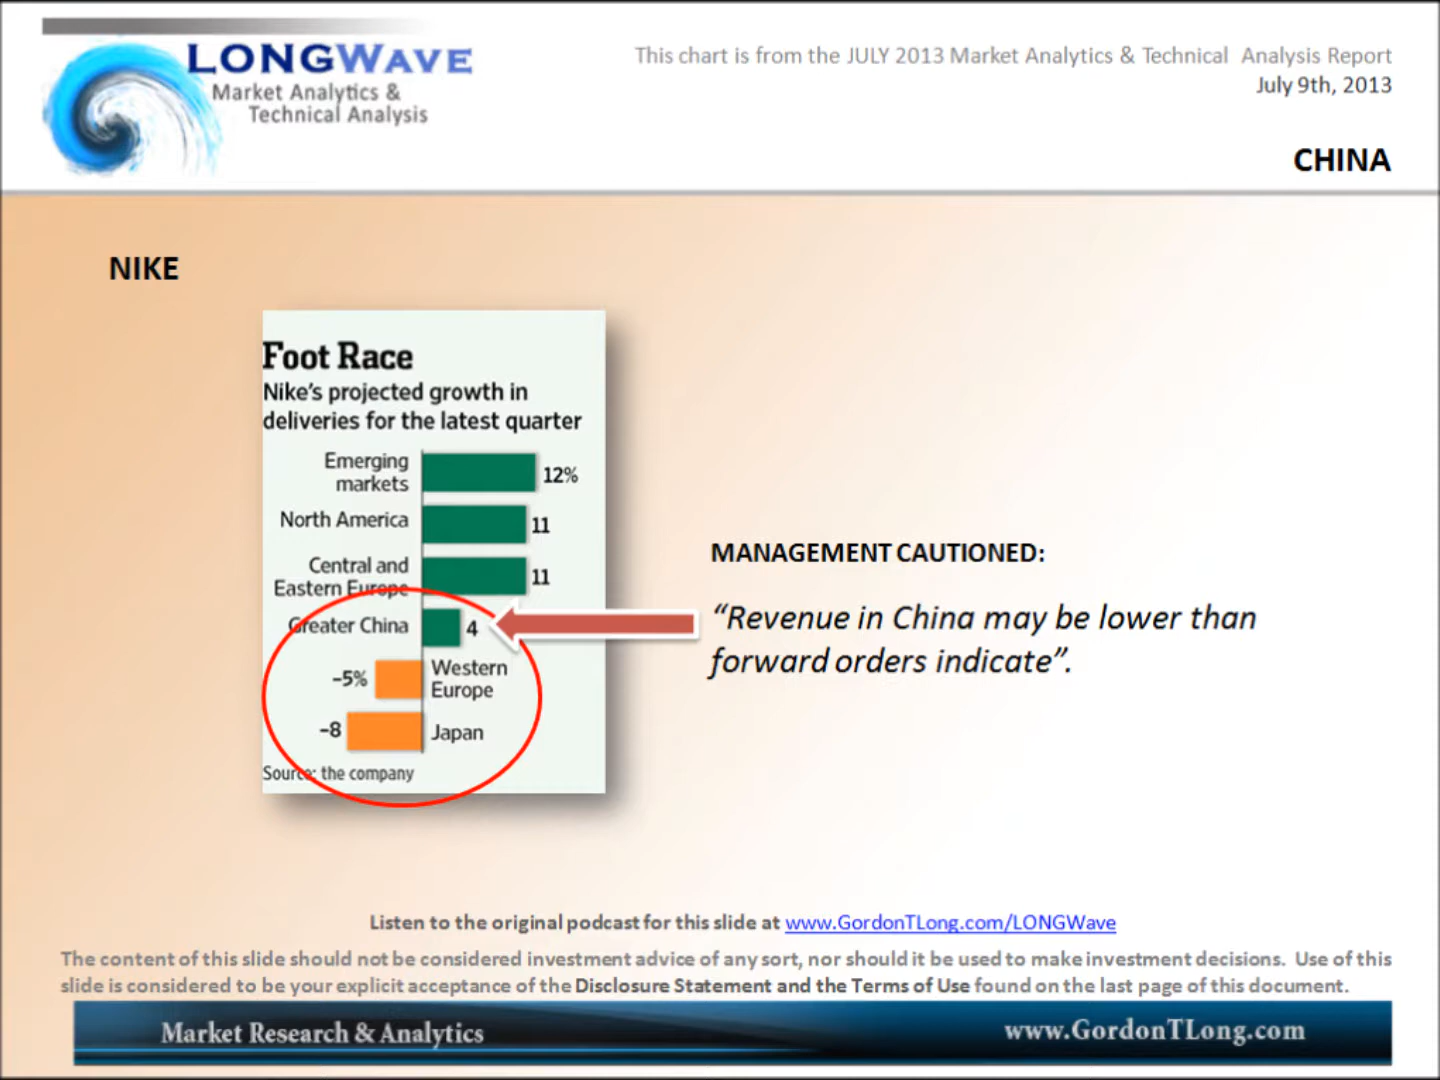 LONGWAVE
Market Analytics &
Technical Analysis
This chart is from the JULY 2013 Market Analytics & Technical Analysis Report
July 9th, 2013
CHINA
NIKE
Foot Race
Nike's projected growth in
deliveries for the latest quarter
Emerging
markets
12%
North America
11
Central and
Eastern Europe
11
Greater China
4
-5%
Western
Europe
-8
Japan
Source: the company
MANAGEMENT CAUTIONED:
“Revenue in China may be lower than
forward orders indicate”.
Listen to the original podcast for this slide at www.GordonTLong.com/LONGWave
The content of this slide should not be considered investment advice of any sort, nor should it be used to make investment decisions. Use of this
slide is considered to be your explicit acceptance of the Disclosure Statement and the Terms of Use found on the last page of this document.
Market Research & Analytics
www.GordonTLong.com